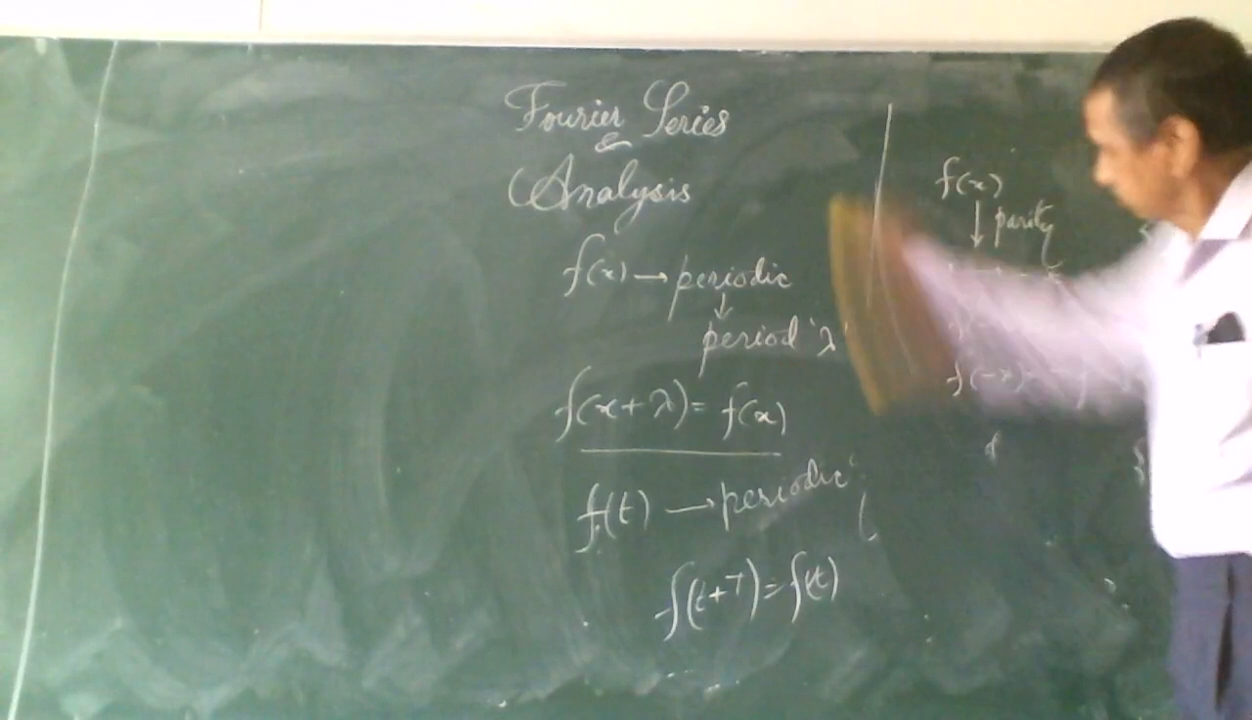 Fourier Series
&
Analysis
f(x) → periodic
↓
period 'λ'
f(x+λ) = f(x)
f(t) → periodic
f(t+T) = f(t)
f(x)
↓ parity